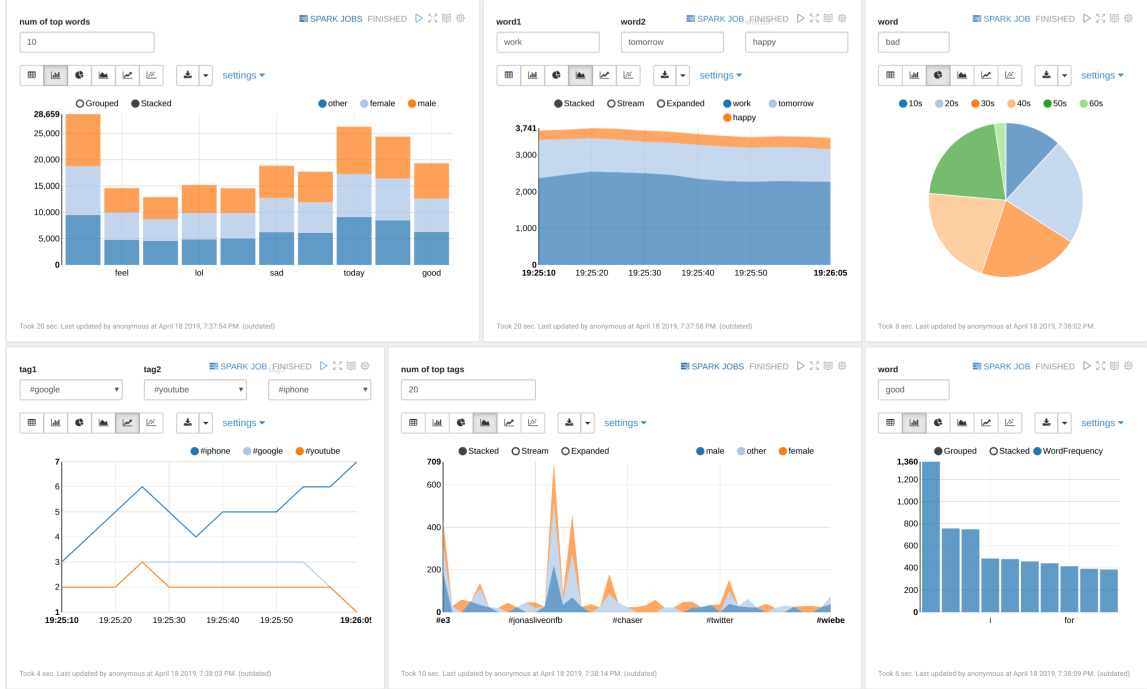 num of top words
SPARK JOBS FINISHED
10
settings
Grouped Stacked
other female male
28,659
25,000
20,000
15,000
10,000
5,000
0
feel lol sad today good
Took 20 sec. Last updated by anonymous at April 18 2019, 7:37:54 PM. (outdated)
word1 word2
SPARK JOBS FINISHED
work tomorrow happy
settings
Stacked Stream Expanded work tomorrow
happy
3,741
3,000
2,000
1,000
0
19:25:10 19:25:20 19:25:30 19:25:40 19:25:50 19:26:05
Took 20 sec. Last updated by anonymous at April 18 2019, 7:37:58 PM. (outdated)
word
SPARK JOB FINISHED
bad
settings
10s 20s 30s 40s 50s 60s
Took 8 sec. Last updated by anonymous at April 18 2019, 7:38:02 PM.
tag1 tag2
SPARK JOB FINISHED
#google #youtube #iphone
settings
#iphone #google #youtube
7
6
5
4
3
2
1
19:25:10 19:25:20 19:25:30 19:25:40 19:25:50 19:26:05
Took 4 sec. Last updated by anonymous at April 18 2019, 7:38:03 PM. (outdated)
num of top tags
SPARK JOBS FINISHED
20
settings
Stacked Stream Expanded
male other female
709
600
400
200
0
#e3 #jonasliveonfb #chaser #twitter #wiebe
Took 10 sec. Last updated by anonymous at April 18 2019, 7:38:14 PM. (outdated)
word
SPARK JOB FINISHED
good
settings
Grouped Stacked WordFrequency
1,360
1,200
1,000
800
600
400
200
0
i for
Took 6 sec. Last updated by anonymous at April 18 2019, 7:38:09 PM. (outdated)